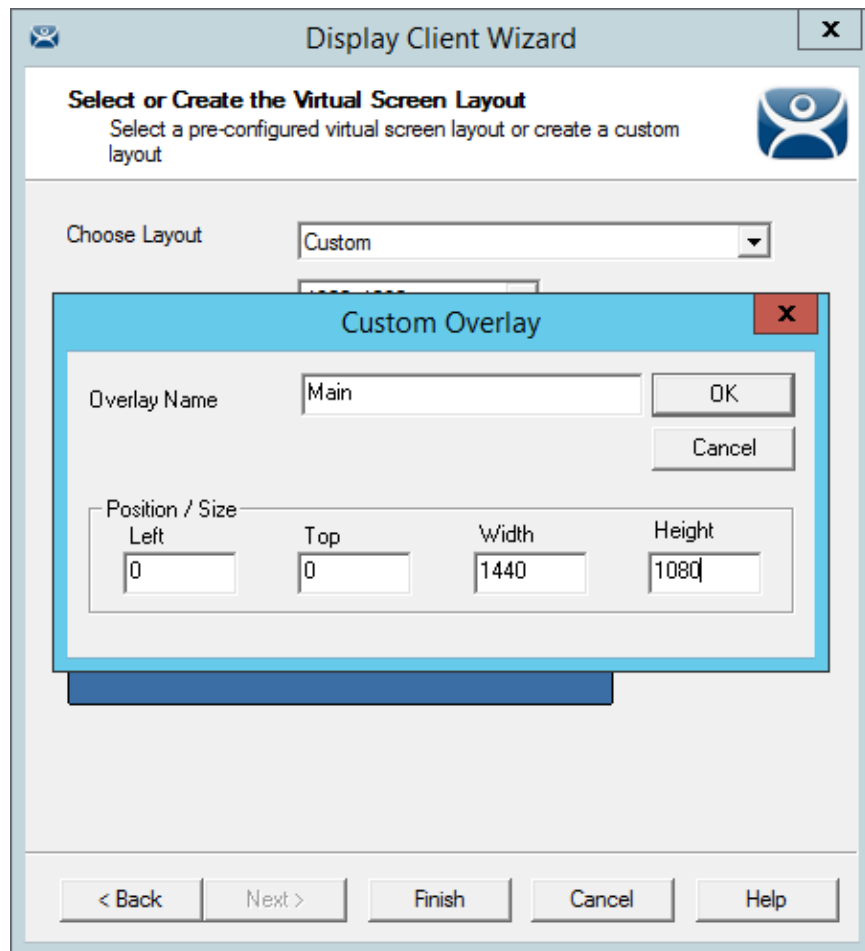 Display Client Wizard
x
Select or Create the Virtual Screen Layout
Select a pre-configured virtual screen layout or create a custom
layout
Choose Layout
Custom
Custom Overlay
x
Overlay Name
Main
OK
Cancel
Position / Size
Left
Top
Width
Height
0
0
1440
1080
< Back
Next >
Finish
Cancel
Help